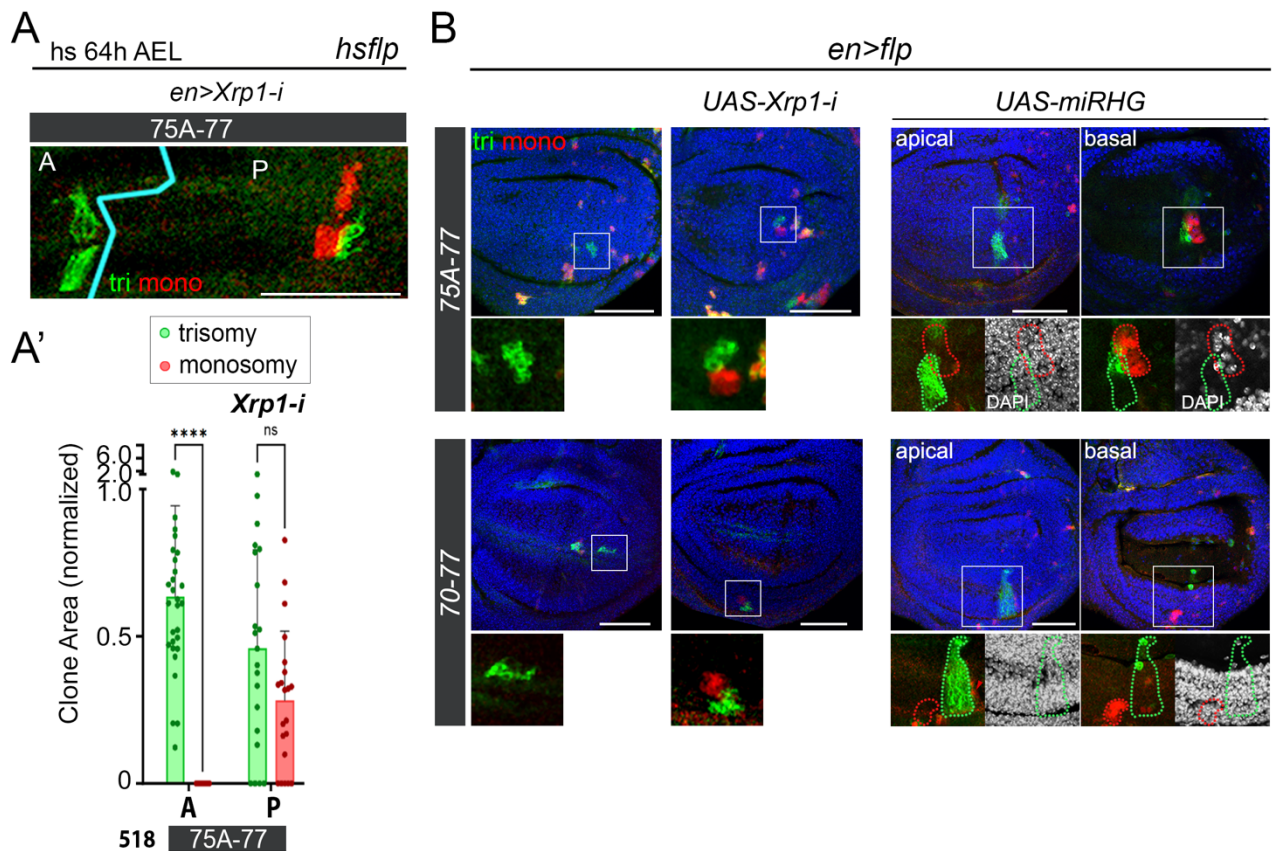 A
hs 64h AEL hsflp
en>Xrp1-i
75A-77
A P
tri mono
A'
trisomy
monosomy
Xrp1-i
**** ns
6.0
2.0
1.0
0.5
0
Clone Area (normalized)
A P
518 75A-77
B
en>flp
UAS-Xrp1-i UAS-miRHG
75A-77
tri mono apical basal
DAPI DAPI
70-77
apical basal